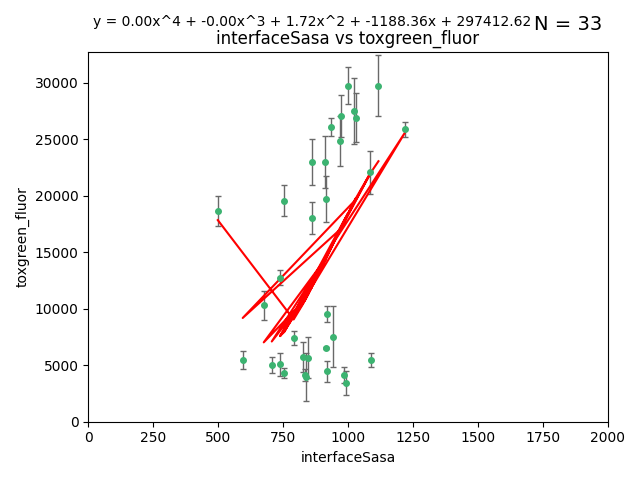 y = 0.00x^4 + -0.00x^3 + 1.72x^2 + -1188.36x + 297412.62 N = 33
interfaceSasa vs toxgreen_fluor
30000
25000
20000
15000
10000
5000
0
toxgreen_fluor
0 250 500 750 1000 1250 1500 1750 2000
interfaceSasa